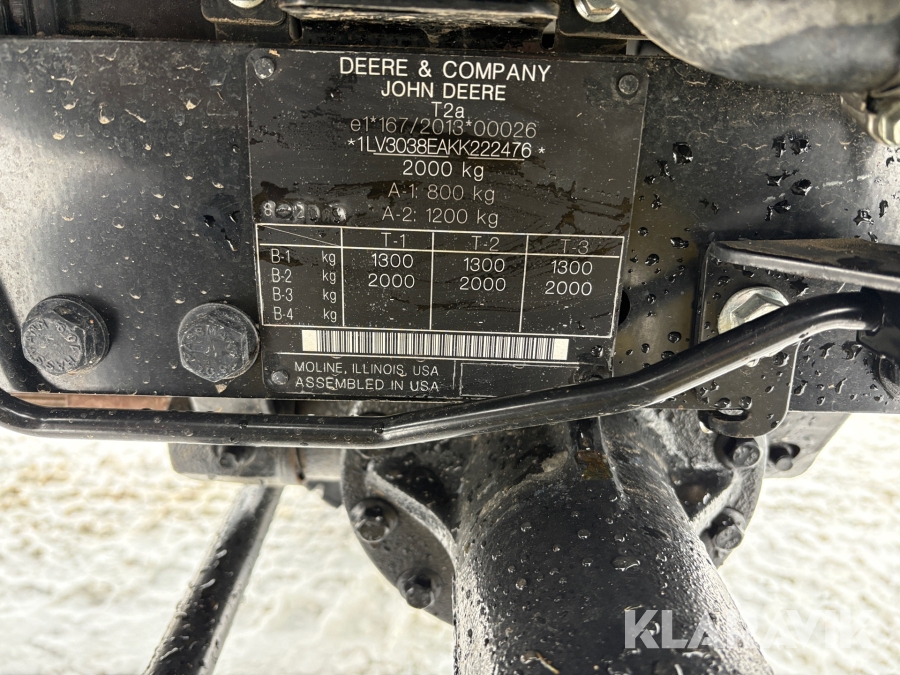 DEERE & COMPANY
JOHN DEERE
T2a
e1*167/2013*00026
*1LV3038EAKK222476*
2000 kg
A-1: 800 kg
A-2: 1200 kg
T-1 T-2 T-3
B-1 kg 1300 1300 1300
B-2 kg 2000 2000 2000
B-3 kg
B-4 kg
MOLINE, ILLINOIS, USA
ASSEMBLED IN USA
KLARAVIK